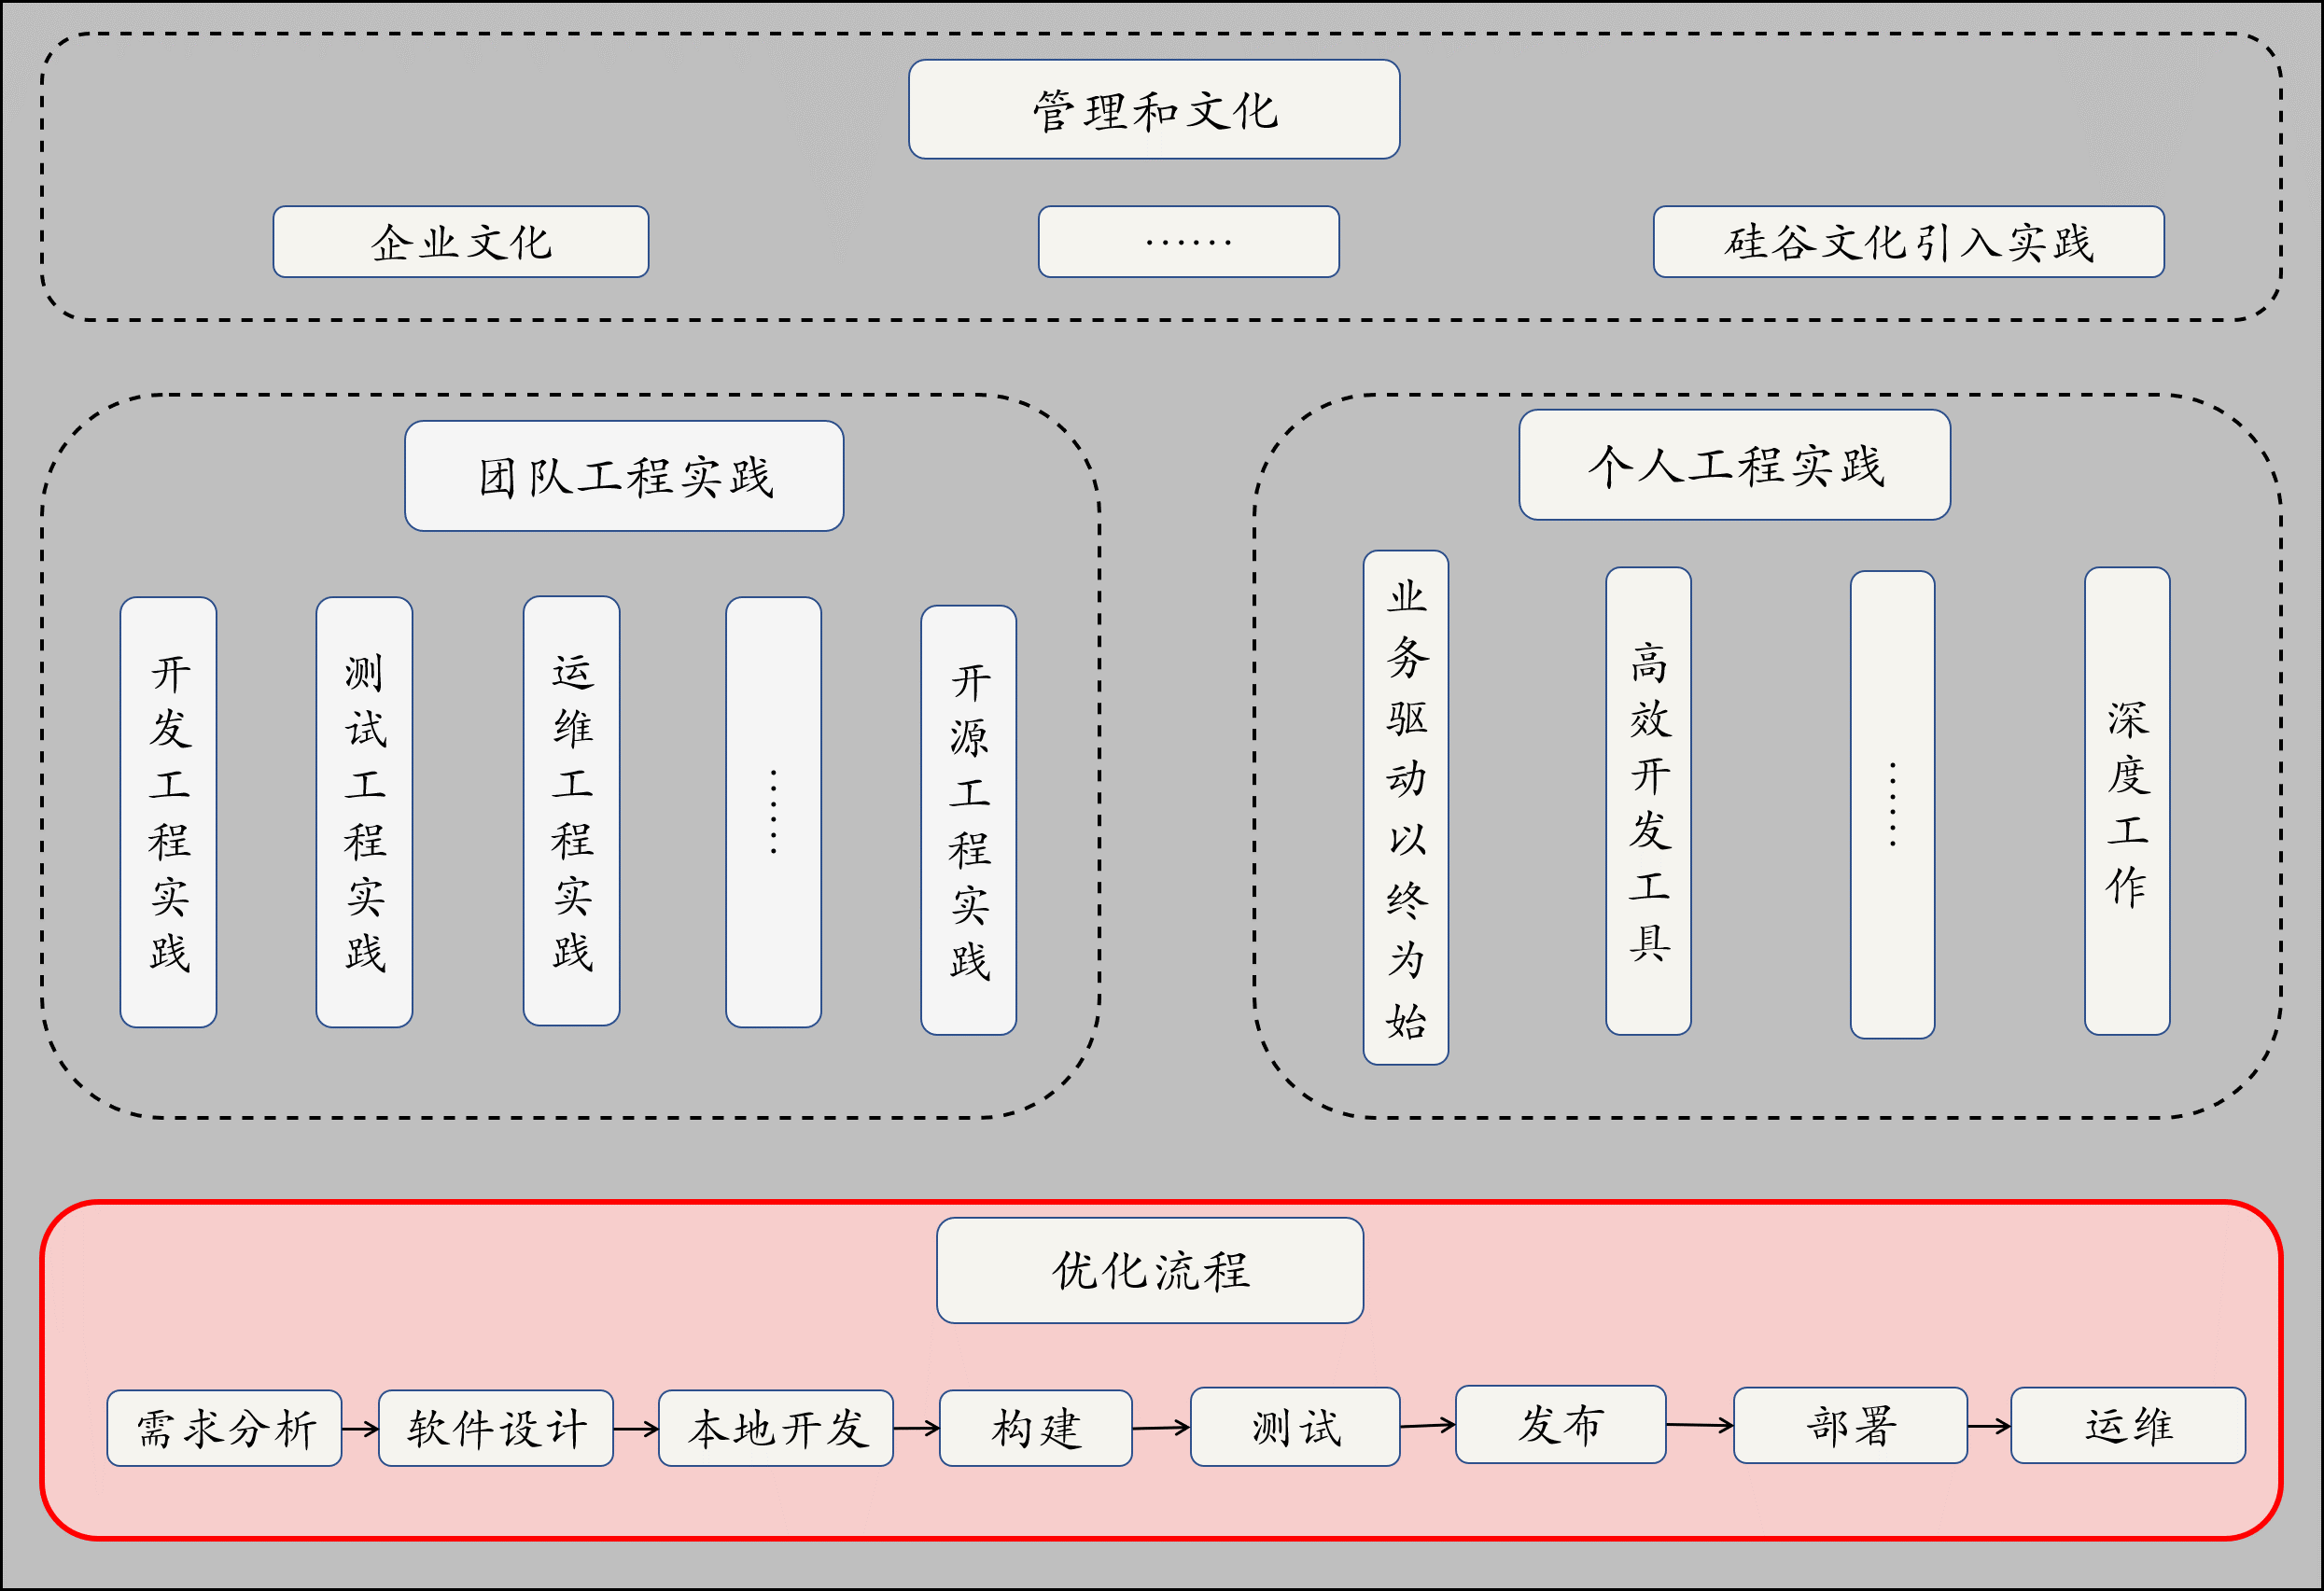 管理和文化
企业文化
……
硅谷文化引入实践
团队工程实践
开发工程实践
测试工程实践
运维工程实践
……
开源工程实践
个人工程实践
业务驱动以终为始
高效开发工具
……
深度工作
优化流程
需求分析
软件设计
本地开发
构建
测试
发布
部署
运维